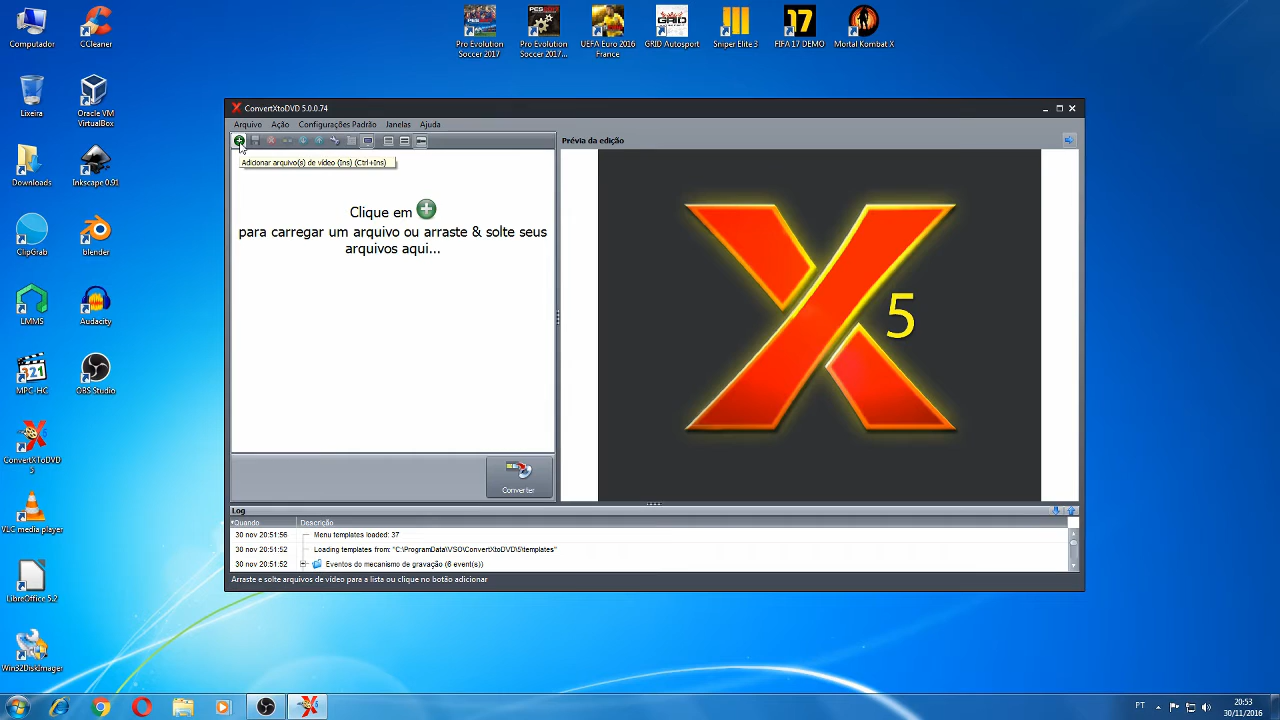 Computador
CCleaner
Pro Evolution
Soccer 2017
Pro Evolution
Soccer 2017...
UEFA Euro 2016
France
GRID Autosport
Sniper Elite 3
FIFA 17 DEMO
Mortal Kombat X
Lixeira
Oracle VM
VirtualBox
Downloads
Inkscape 0.91
ClipGrab
blender
LMMS
Audacity
MPC-HC
OBS Studio
ConvertXToDVD
5
VLC media player
LibreOffice 5.2
Win32DiskImager
ConvertXtoDVD 5.0.0.74
Arquivo Ação Configurações Padrão Janelas Ajuda
Adicionar arquivo(s) de vídeo (Ins) (Ctrl+Ins)
Prévia da edição
Clique em
para carregar um arquivo ou arraste & solte seus
arquivos aqui...
5
Converter
Log
Quando Descrição
30 nov 20:51:56 Menu templates loaded: 37
30 nov 20:51:52 Loading templates from: "C:\ProgramData\VSO\ConvertXtoDVD\5\templates"
30 nov 20:51:52 Eventos do mecanismo de gravação (6 event(s))
Arraste e solte arquivos de vídeo para a lista ou clique no botão adicionar
PT
20:53
30/11/2016